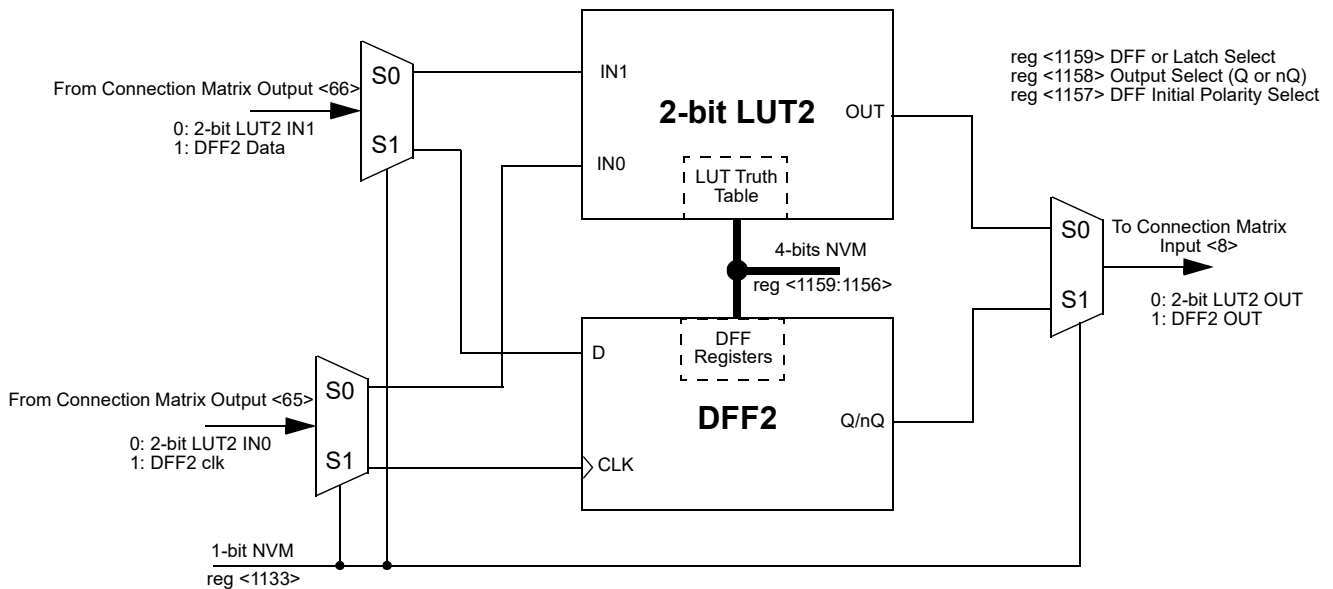 From Connection Matrix Output <66>
0: 2-bit LUT2 IN1
1: DFF2 Data
S0
S1
IN1
IN0
2-bit LUT2
OUT
LUT Truth
Table
reg <1159> DFF or Latch Select
reg <1158> Output Select (Q or nQ)
reg <1157> DFF Initial Polarity Select
4-bits NVM
reg <1159:1156>
S0
S1
To Connection Matrix
Input <8>
0: 2-bit LUT2 OUT
1: DFF2 OUT
From Connection Matrix Output <65>
0: 2-bit LUT2 IN0
1: DFF2 clk
S0
S1
D
CLK
DFF
Registers
DFF2
Q/nQ
1-bit NVM
reg <1133>